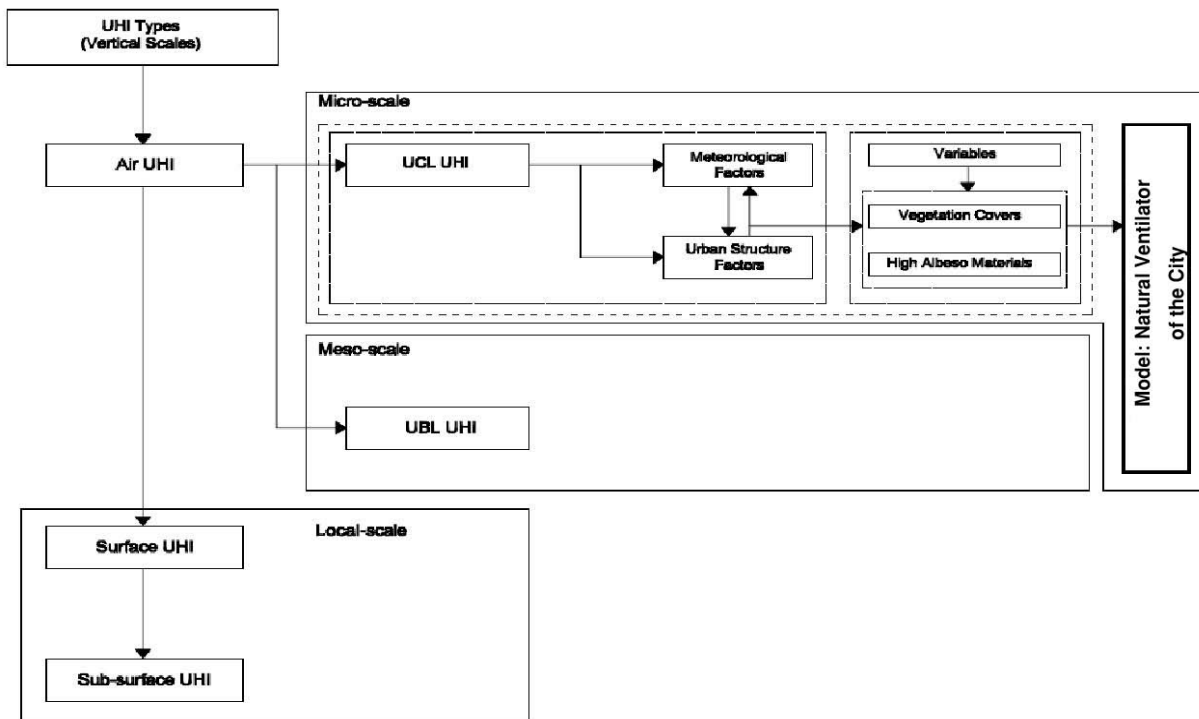 UHI Types
(Vertical Scales)
Micro-scale
Air UHI
UCL UHI
Meteorological
Factors
Urban Structure
Factors
Variables
Vegetation Covers
High Albeso Materials
Model: Natural Ventilator
of the City
Meso-scale
UBL UHI
Local-scale
Surface UHI
Sub-surface UHI